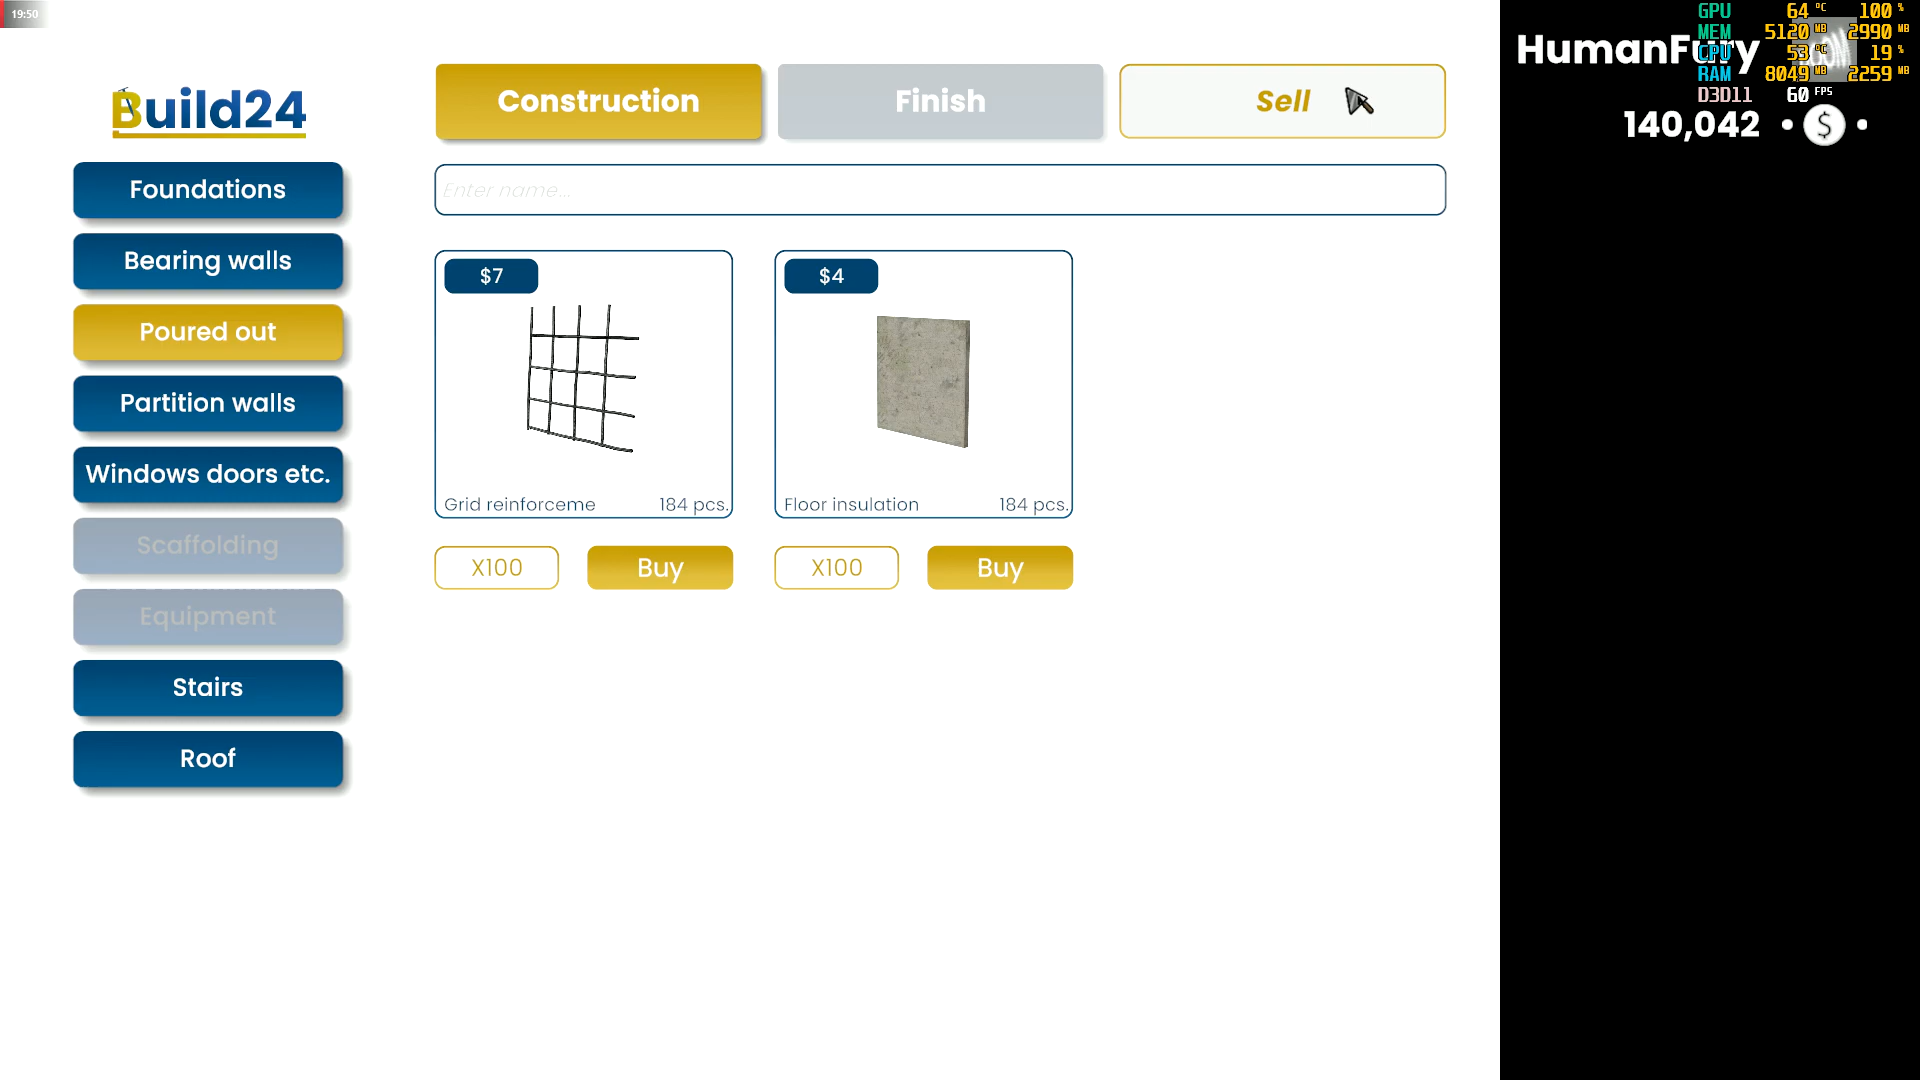 19:50
Build24
Construction
Finish
Sell
Enter name...
Foundations
Bearing walls
Poured out
Partition walls
Windows doors etc.
Scaffolding
Equipment
Stairs
Roof
$7
Grid reinforceme 184 pcs.
X100
Buy
$4
Floor insulation 184 pcs.
X100
Buy
HumanFury
140,042 • $ •
GPU 64 °C 100 %
MEM 5120 MB 2990 MB
CPU 53 °C 19 %
RAM 8049 MB 2259 MB
D3D11 60 FPS